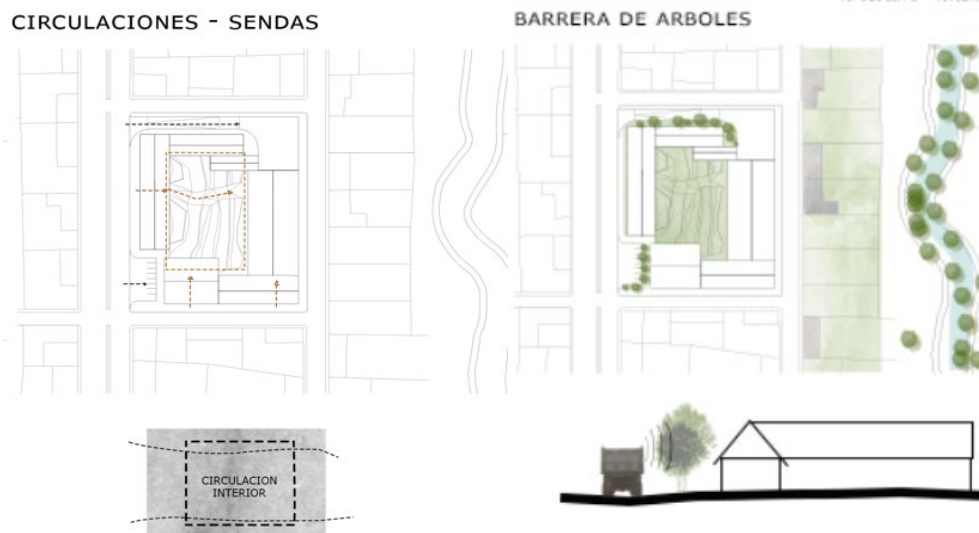 CIRCULACIONES - SENDAS
BARRERA DE ARBOLES
CIRCULACION
INTERIOR